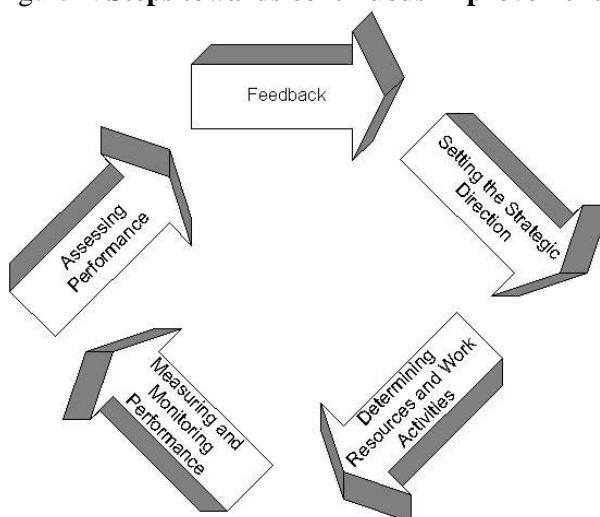 Feedback
Setting the Strategic
Direction
Determining
Resources and Work
Activities
Measuring and
Monitoring
Performance
Assessing
Performance